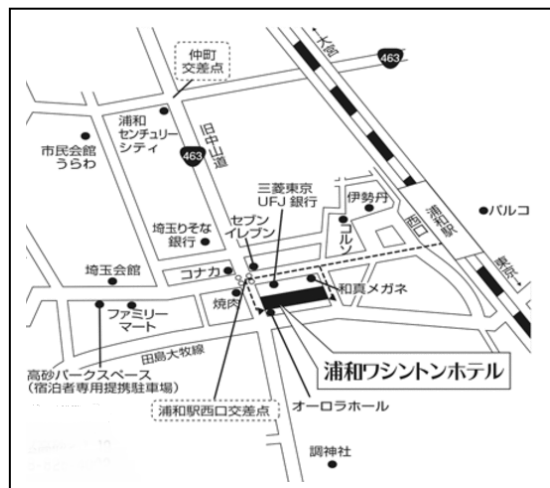 ←大宮
463
仲町
交差点
浦和
センチュリー
シティ
旧中山道
463
市民会館
うらわ
三菱東京
UFJ 銀行
伊勢丹
コルソ
西口
浦和駅
パルコ
東京→
セブン
イレブン
埼玉りそな
銀行
コナカ
埼玉会館
焼肉
和真メガネ
ファミリー
マート
田島大牧線
高砂パークスペース
(宿泊者専用提携駐車場)
浦和ワシントンホテル
浦和駅西口交差点
オーロラホール
調神社